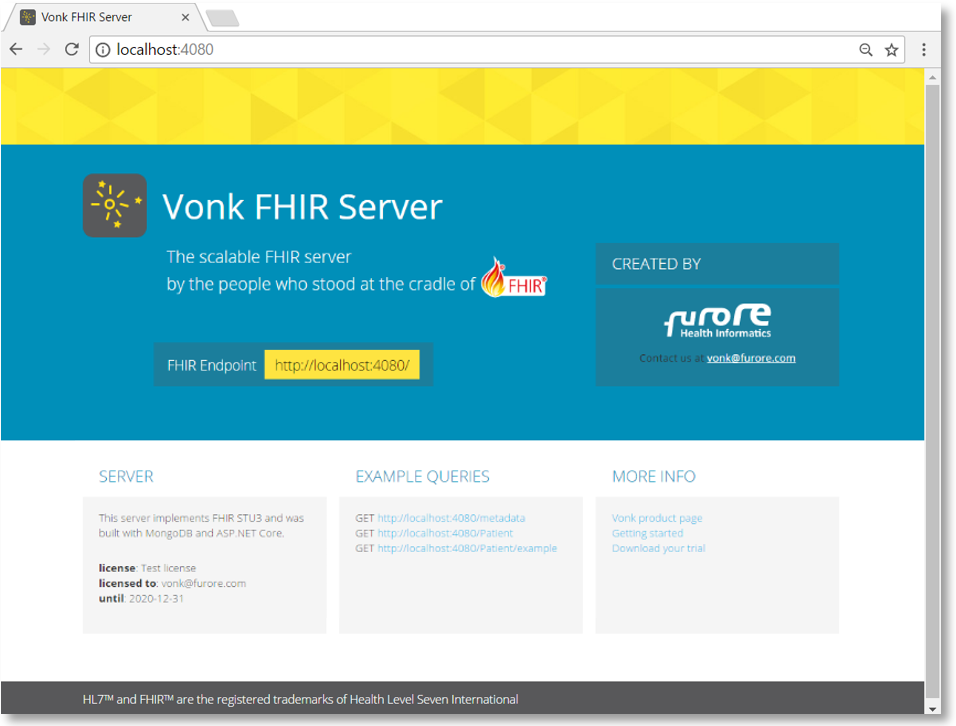 Vonk FHIR Server
localhost:4080
Vonk FHIR Server
The scalable FHIR server
by the people who stood at the cradle of FHIR®
FHIR Endpoint http://localhost:4080/
CREATED BY
furore
Health Informatics
Contact us at vonk@furore.com
SERVER
This server implements FHIR STU3 and was
built with MongoDB and ASP.NET Core.
license: Test license
licensed to: vonk@furore.com
until: 2020-12-31
EXAMPLE QUERIES
GET http://localhost:4080/metadata
GET http://localhost:4080/Patient
GET http://localhost:4080/Patient/example
MORE INFO
Vonk product page
Getting started
Download your trial
HL7™ and FHIR™ are the registered trademarks of Health Level Seven International